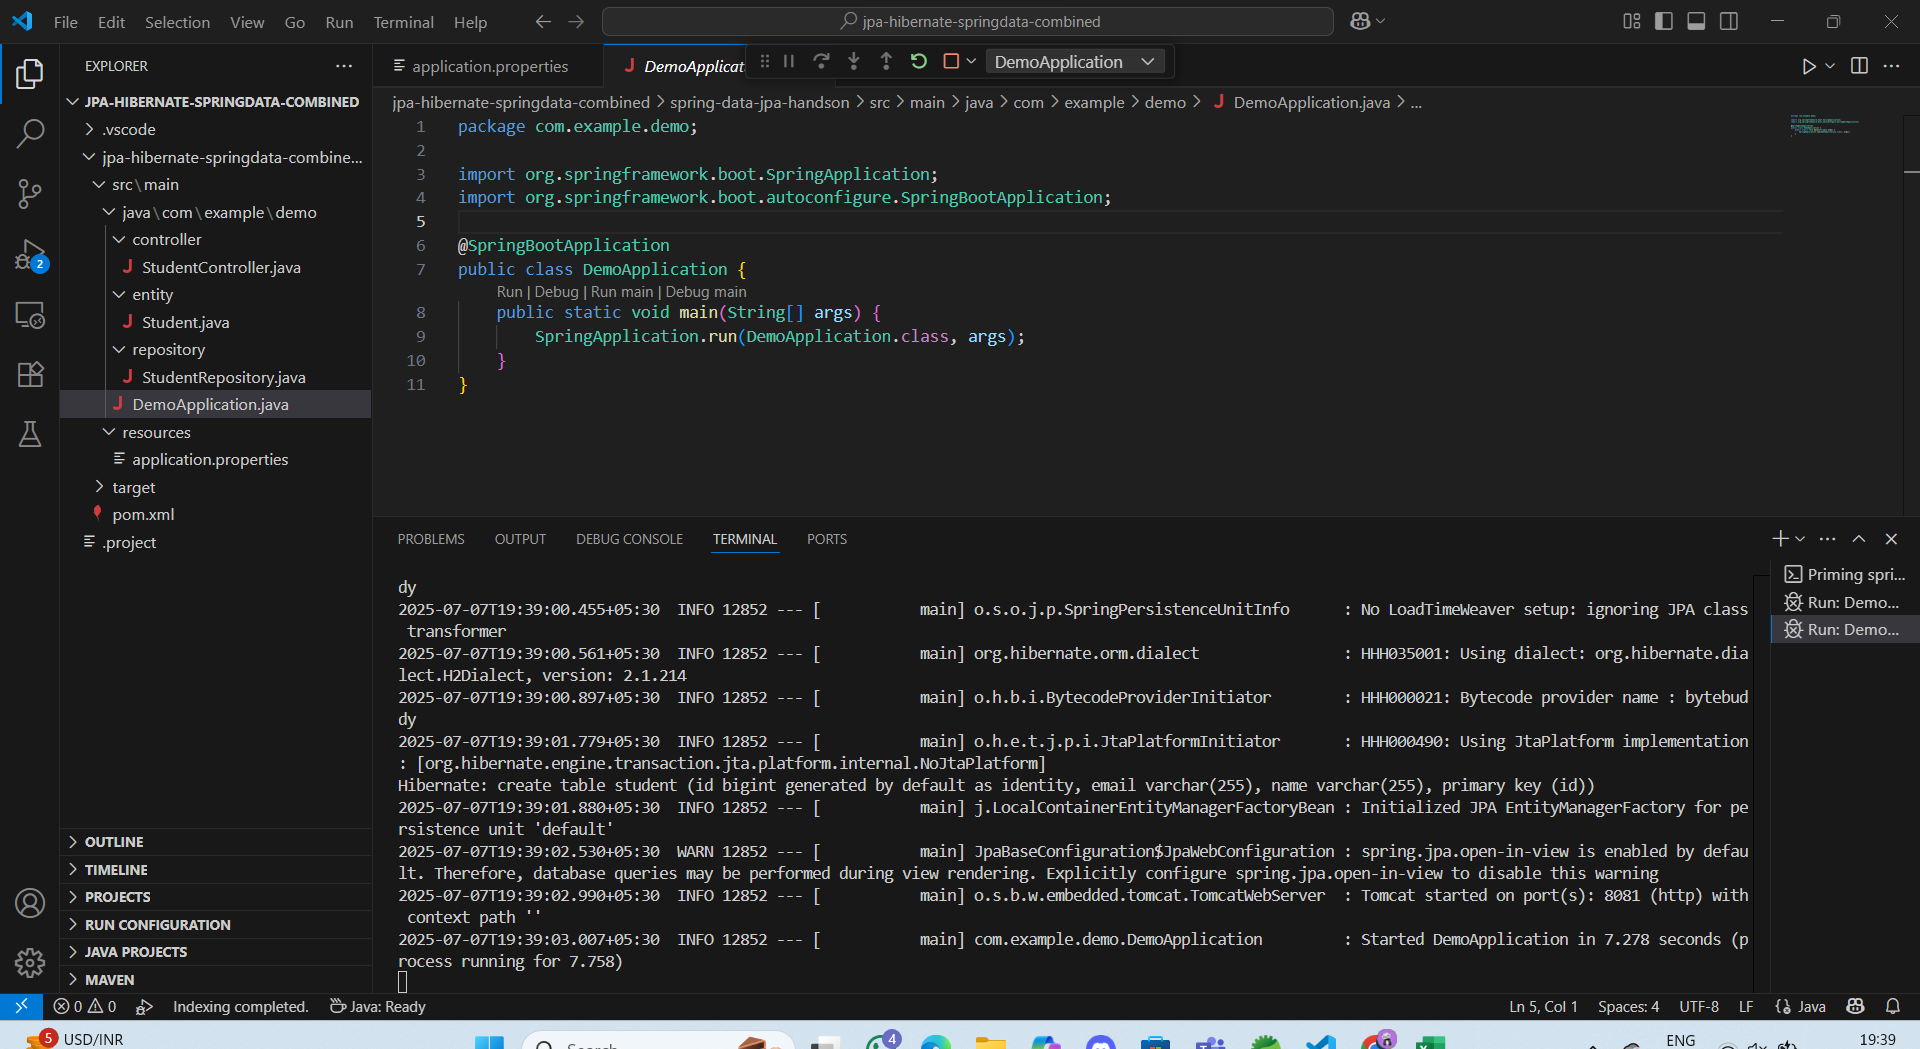 File Edit Selection View Go Run Terminal Help
jpa-hibernate-springdata-combined
EXPLORER
JPA-HIBERNATE-SPRINGDATA-COMBINED
.vscode
jpa-hibernate-springdata-combine...
src\main
java\com\example\demo
controller
StudentController.java
entity
Student.java
repository
StudentRepository.java
DemoApplication.java
resources
application.properties
target
pom.xml
.project
OUTLINE
TIMELINE
PROJECTS
RUN CONFIGURATION
JAVA PROJECTS
MAVEN
2
application.properties
DemoApplicat
DemoApplication
jpa-hibernate-springdata-combined > spring-data-jpa-handson > src > main > java > com > example > demo > DemoApplication.java > ...
1 package com.example.demo;
2
3 import org.springframework.boot.SpringApplication;
4 import org.springframework.boot.autoconfigure.SpringBootApplication;
5
6 @SpringBootApplication
7 public class DemoApplication {
Run | Debug | Run main | Debug main
8 public static void main(String[] args) {
9 SpringApplication.run(DemoApplication.class, args);
10 }
11 }
PROBLEMS OUTPUT DEBUG CONSOLE TERMINAL PORTS
dy
2025-07-07T19:39:00.455+05:30  INFO 12852 --- [           main] o.s.o.j.p.SpringPersistenceUnitInfo      : No LoadTimeWeaver setup: ignoring JPA class
transformer
2025-07-07T19:39:00.561+05:30  INFO 12852 --- [           main] org.hibernate.orm.dialect                : HHH035001: Using dialect: org.hibernate.dia
lect.H2Dialect, version: 2.1.214
2025-07-07T19:39:00.897+05:30  INFO 12852 --- [           main] o.h.b.i.BytecodeProviderInitiator        : HHH000021: Bytecode provider name : bytebud
dy
2025-07-07T19:39:01.779+05:30  INFO 12852 --- [           main] o.h.e.t.j.p.i.JtaPlatformInitiator       : HHH000490: Using JtaPlatform implementation
: [org.hibernate.engine.transaction.jta.platform.internal.NoJtaPlatform]
Hibernate: create table student (id bigint generated by default as identity, email varchar(255), name varchar(255), primary key (id))
2025-07-07T19:39:01.880+05:30  INFO 12852 --- [           main] j.LocalContainerEntityManagerFactoryBean : Initialized JPA EntityManagerFactory for pe
rsistence unit 'default'
2025-07-07T19:39:02.530+05:30  WARN 12852 --- [           main] JpaBaseConfiguration$JpaWebConfiguration : spring.jpa.open-in-view is enabled by defau
lt. Therefore, database queries may be performed during view rendering. Explicitly configure spring.jpa.open-in-view to disable this warning
2025-07-07T19:39:02.990+05:30  INFO 12852 --- [           main] o.s.b.w.embedded.tomcat.TomcatWebServer  : Tomcat started on port(s): 8081 (http) with
context path ''
2025-07-07T19:39:03.007+05:30  INFO 12852 --- [           main] com.example.demo.DemoApplication         : Started DemoApplication in 7.278 seconds (p
rocess running for 7.758)
Priming spri...
Run: Demo...
Run: Demo...
0 0 Indexing completed. Java: Ready
Ln 5, Col 1 Spaces: 4 UTF-8 LF Java
5 USD/INR
Search
4
ENG
19:39